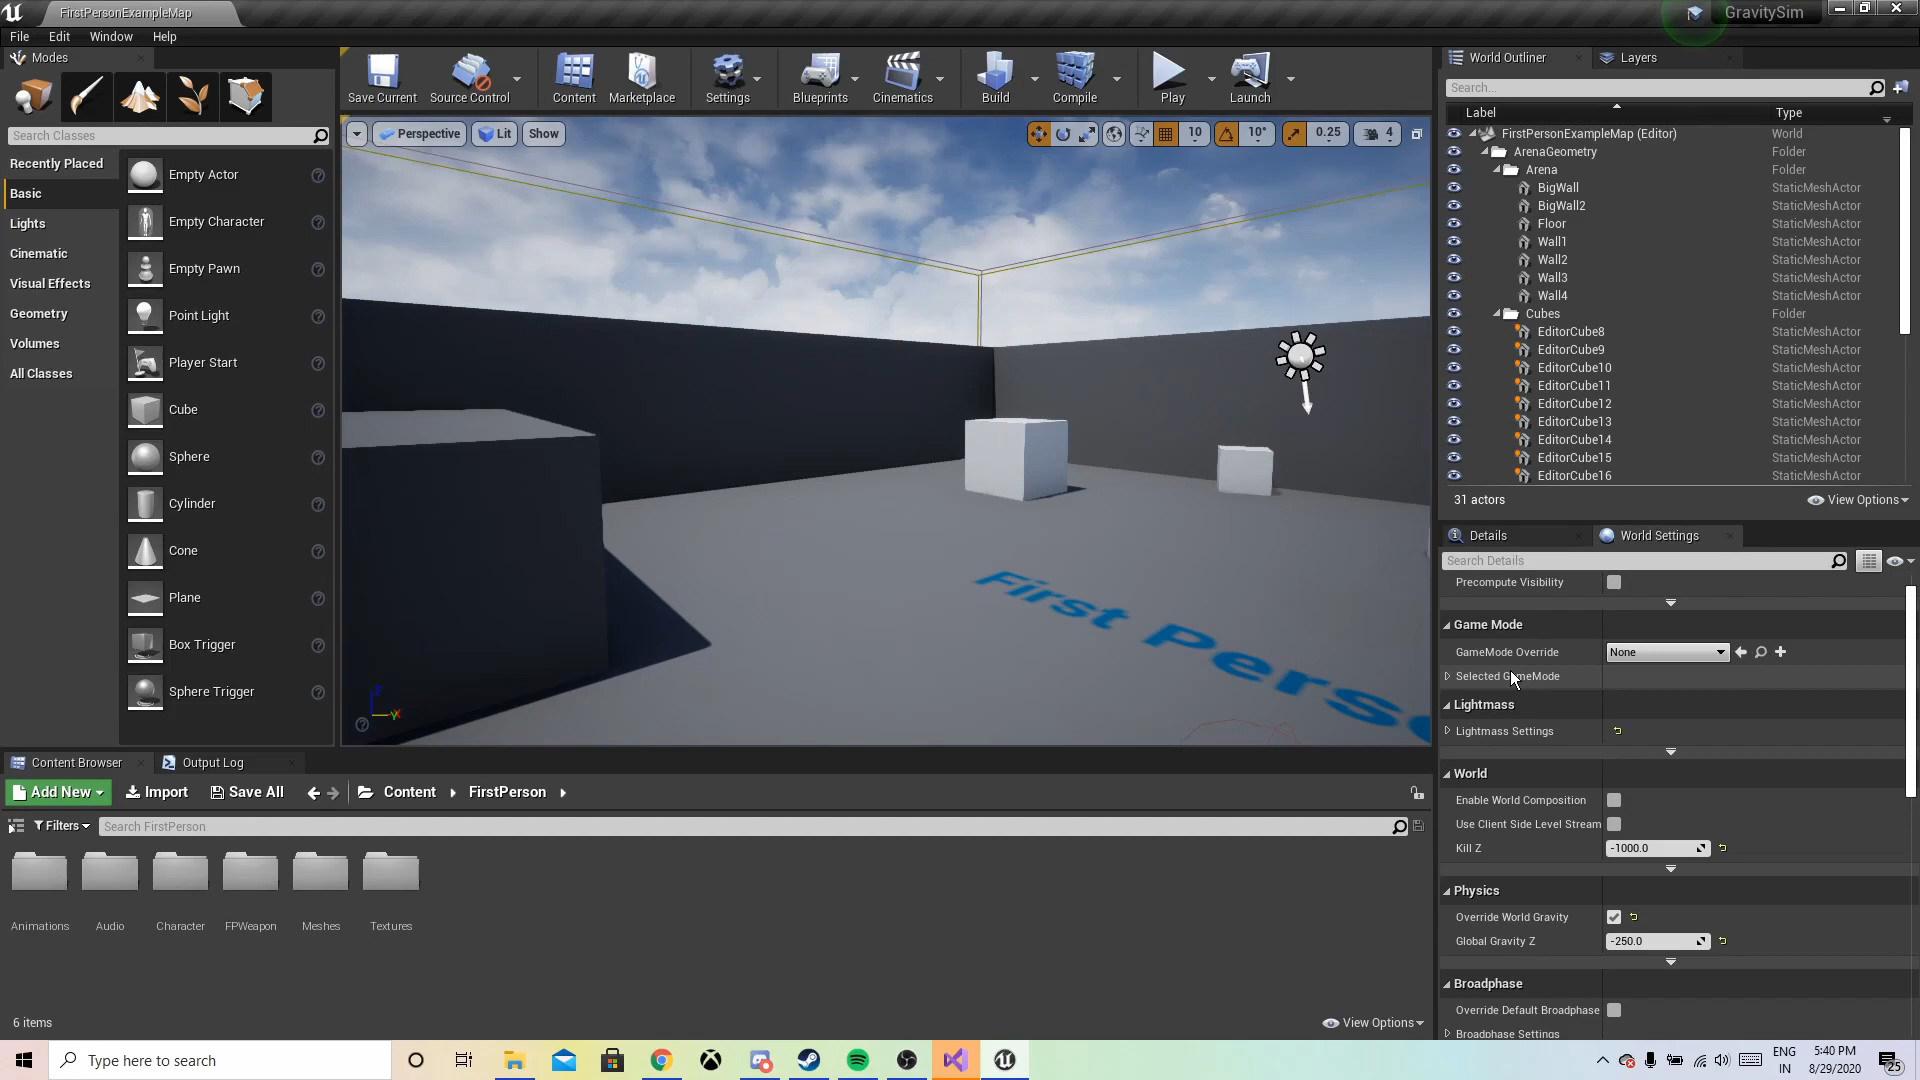 FirstPersonExampleMap
GravitySim
File Edit Window Help
Modes
Search Classes
Recently Placed
Basic
Lights
Cinematic
Visual Effects
Geometry
Volumes
All Classes
Empty Actor
Empty Character
Empty Pawn
Point Light
Player Start
Cube
Sphere
Cylinder
Cone
Plane
Box Trigger
Sphere Trigger
Save Current Source Control Content Marketplace Settings Blueprints Cinematics Build Compile Play Launch
Perspective Lit Show
10 10° 0.25 4
First Pers
World Outliner Layers
Search...
Label Type
FirstPersonExampleMap (Editor) World
ArenaGeometry Folder
Arena Folder
BigWall StaticMeshActor
BigWall2 StaticMeshActor
Floor StaticMeshActor
Wall1 StaticMeshActor
Wall2 StaticMeshActor
Wall3 StaticMeshActor
Wall4 StaticMeshActor
Cubes Folder
EditorCube8 StaticMeshActor
EditorCube9 StaticMeshActor
EditorCube10 StaticMeshActor
EditorCube11 StaticMeshActor
EditorCube12 StaticMeshActor
EditorCube13 StaticMeshActor
EditorCube14 StaticMeshActor
EditorCube15 StaticMeshActor
EditorCube16 StaticMeshActor
31 actors View Options
Details World Settings
Search Details
Precompute Visibility
Game Mode
GameMode Override None
Selected GameMode
Lightmass
Lightmass Settings
World
Enable World Composition
Use Client Side Level Stream
Kill Z -1000.0
Physics
Override World Gravity
Global Gravity Z -250.0
Broadphase
Override Default Broadphase
Broadphase Settings
Content Browser Output Log
Add New Import Save All Content FirstPerson
Filters Search FirstPerson
Animations Audio Character FPWeapon Meshes Textures
6 items View Options
Type here to search
ENG
IN
5:40 PM
8/29/2020
25